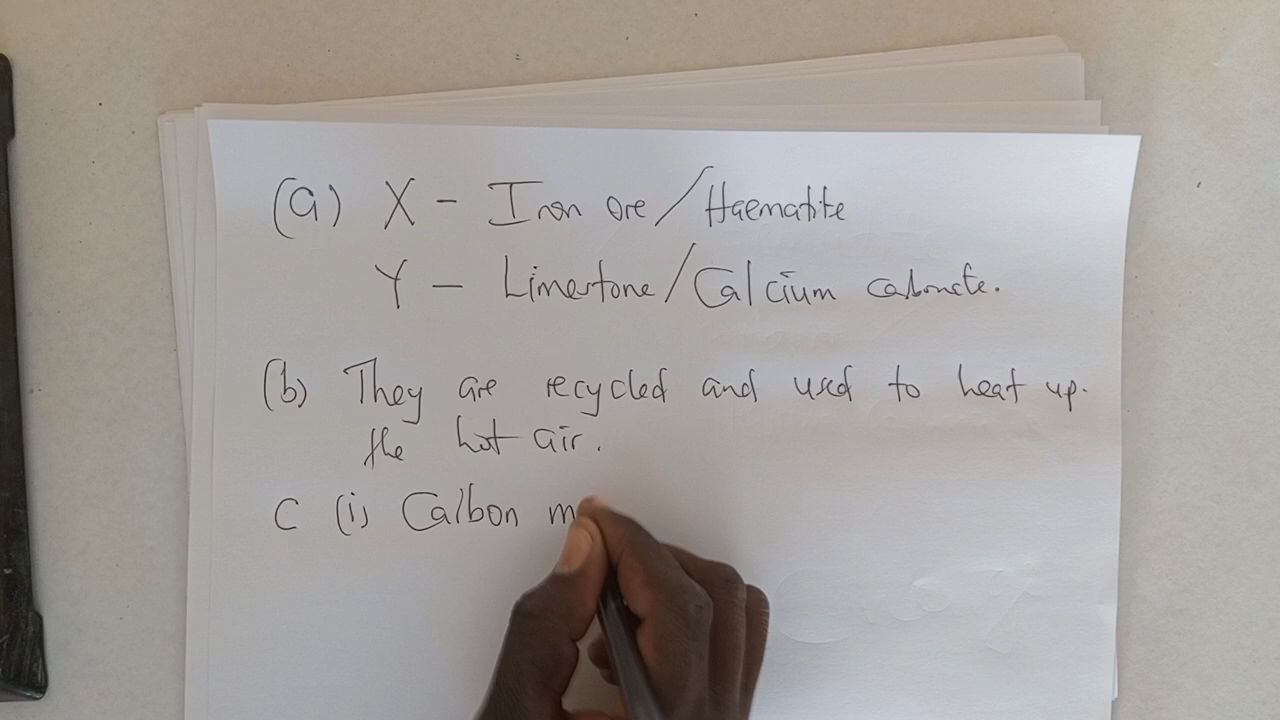 (a) X - Iron ore/Haematite
Y - Limestone/Calcium carbonate.
(b) They are recycled and used to heat up.
the hot air.
C (i) Calbon m